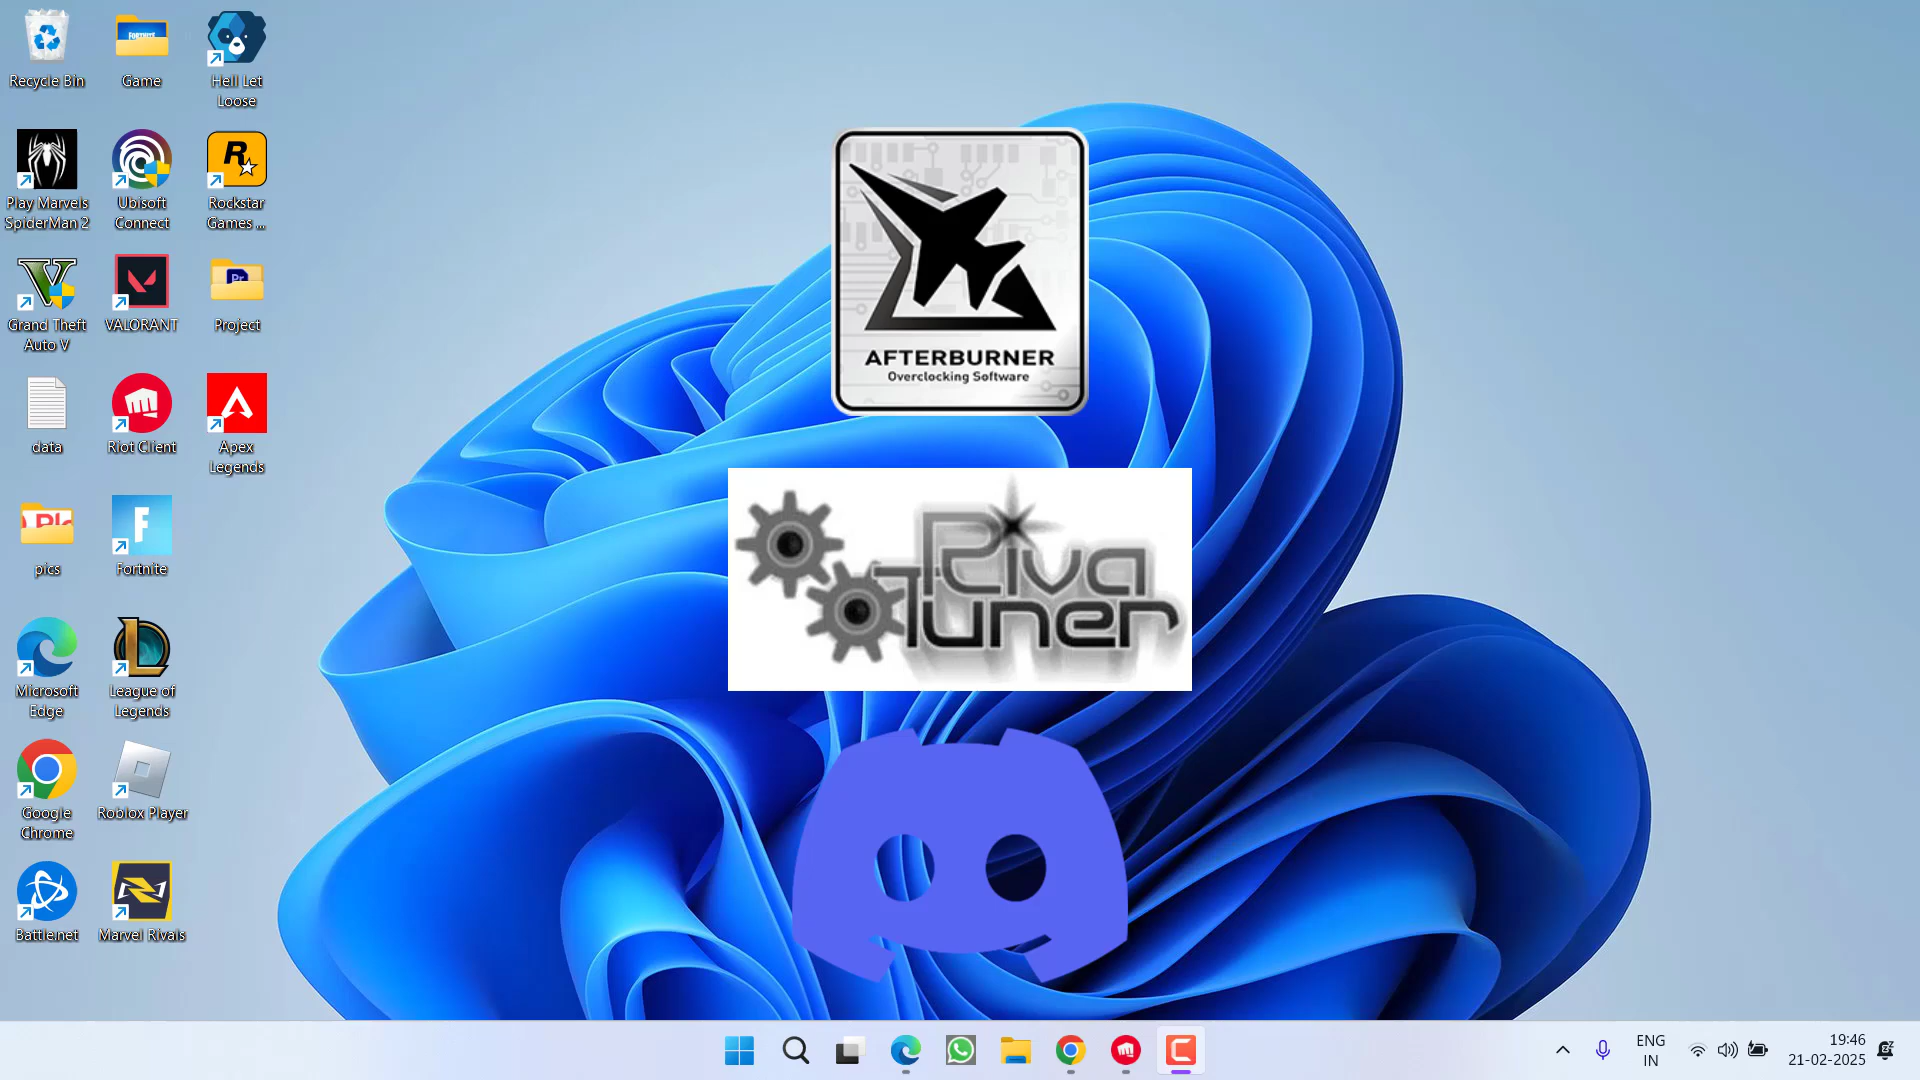 Recycle Bin
Game
Hell Let
Loose
Play Marvels
SpiderMan 2
Ubisoft
Connect
Rockstar
Games ...
Grand Theft
Auto V
VALORANT
Project
data
Riot Client
Apex
Legends
pics
Fortnite
Microsoft
Edge
League of
Legends
Google
Chrome
Roblox Player
Battle.net
Marvel Rivals
FORTNITE
R
V
Pr
F
L
AFTERBURNER
Overclocking Software
Riva
Tuner
ENG
IN
19:46
21-02-2025